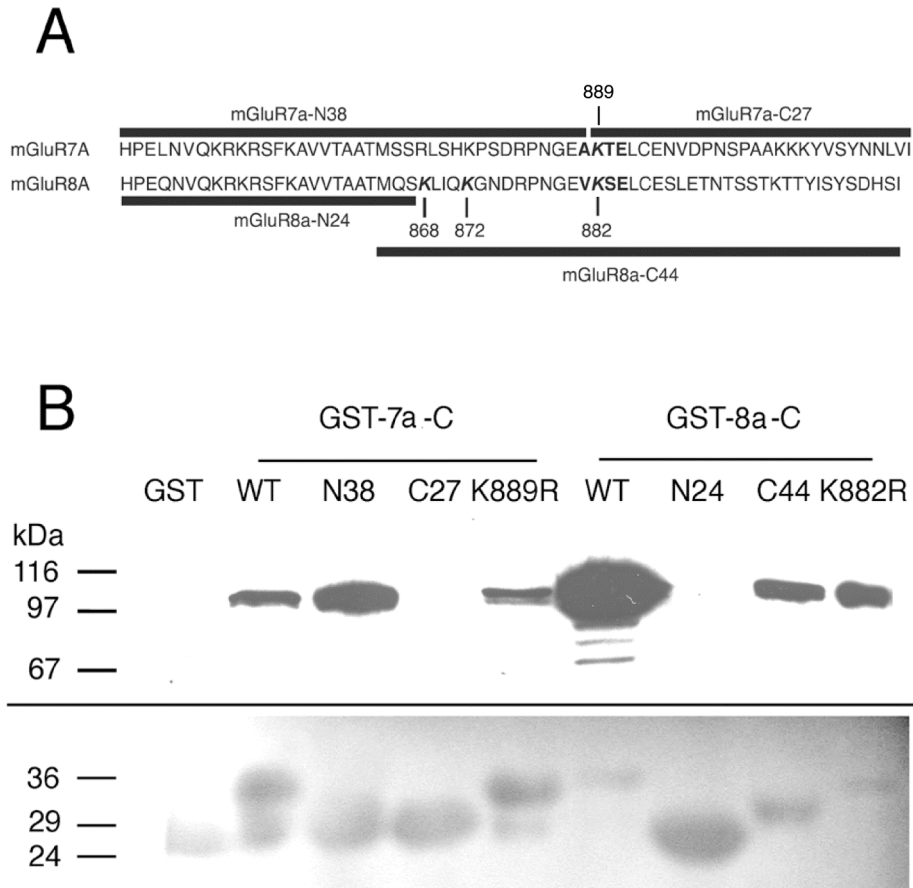 A
889
mGluR7a-N38 mGluR7a-C27
mGluR7A HPELNVQKRKRSFKAVVTAATMSSRLSHKPSDRPNGEAKTELCENVDPNSPAAKKKYVSYNNLVI
mGluR8A HPEQNVQKRKRSFKAVVTAATMQSKLIQKGNDRPNGEVKSELCESLETNTSSTKTTYISYSDHSI
mGluR8a-N24 868 872 882
mGluR8a-C44
B
GST-7a-C GST-8a-C
GST WT N38 C27 K889R WT N24 C44 K882R
kDa
116
97
67
36
29
24